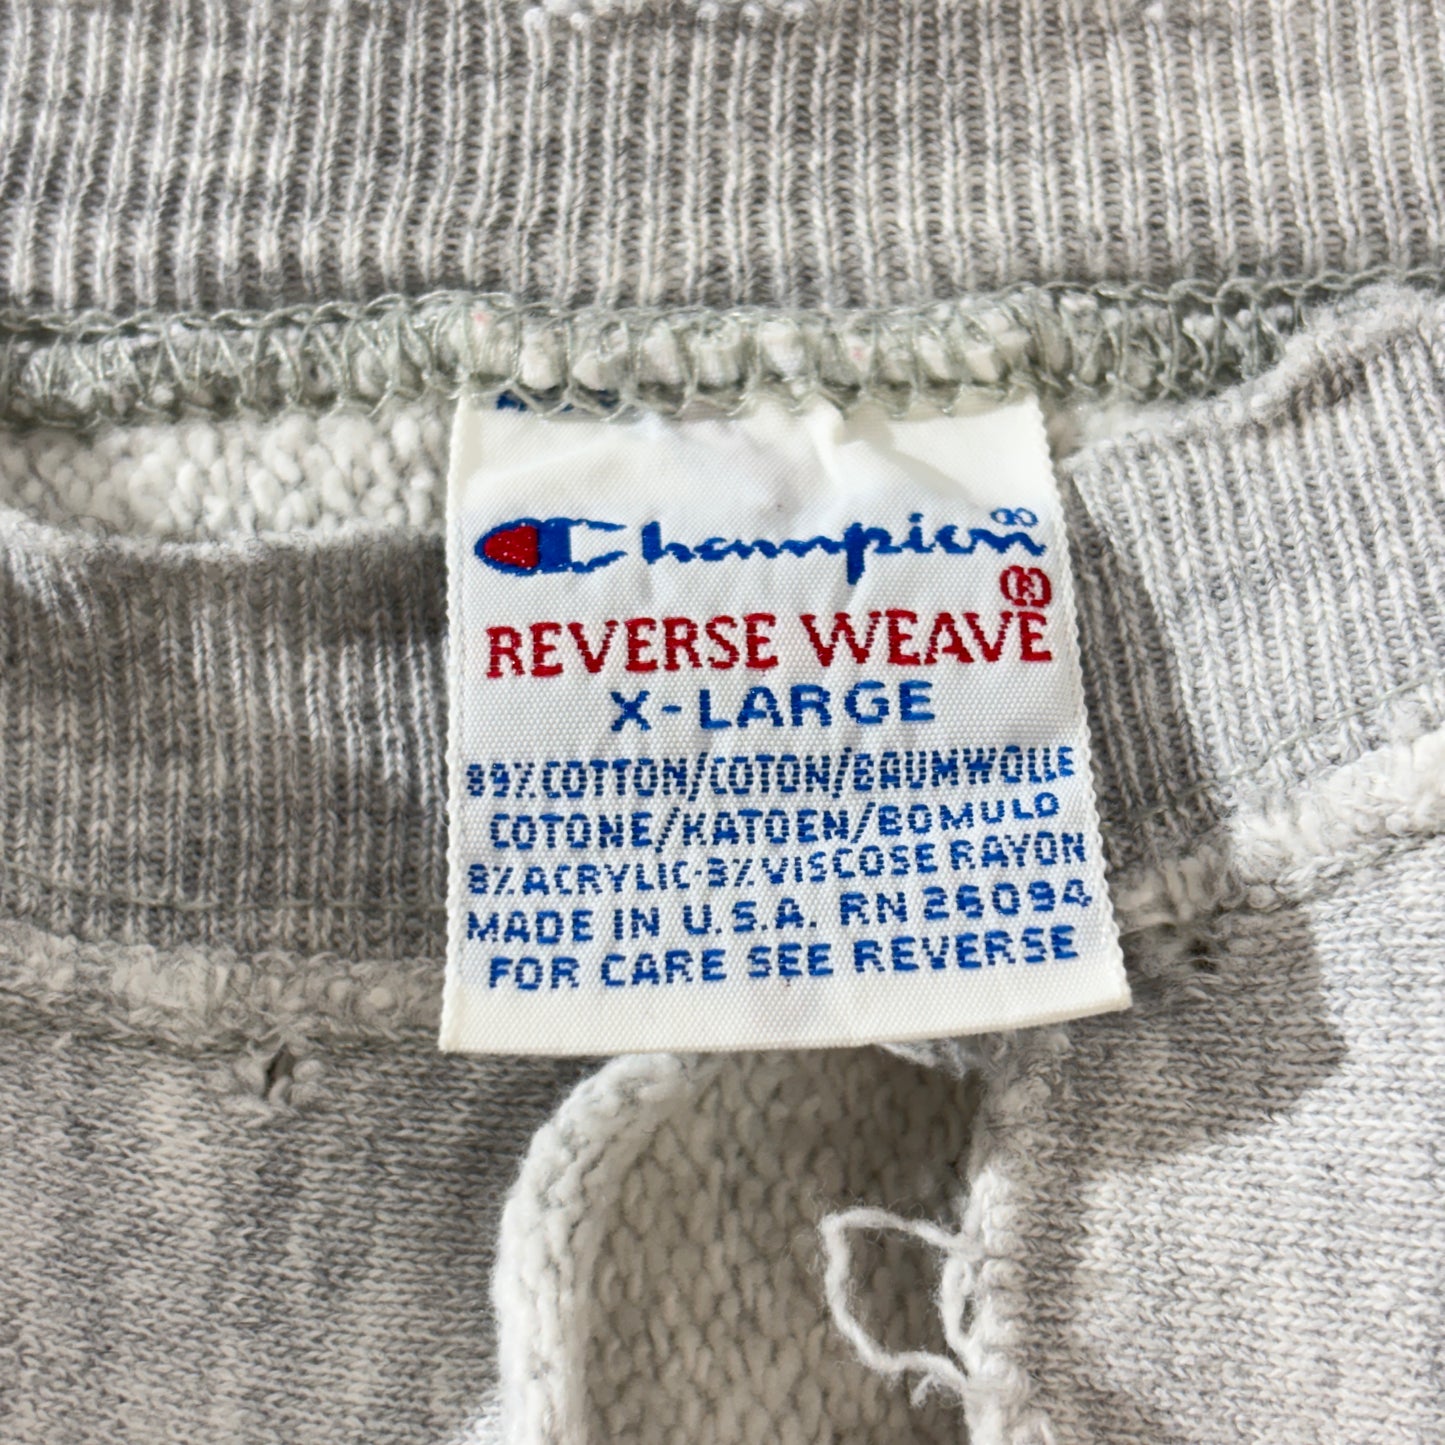 Champion®
REVERSE WEAVE®
X-LARGE
89% COTTON/COTON/BAUMWOLLE
COTONE/KATOEN/BOMULD
8% ACRYLIC-3% VISCOSE RAYON
MADE IN U.S.A. RN 26094
FOR CARE SEE REVERSE